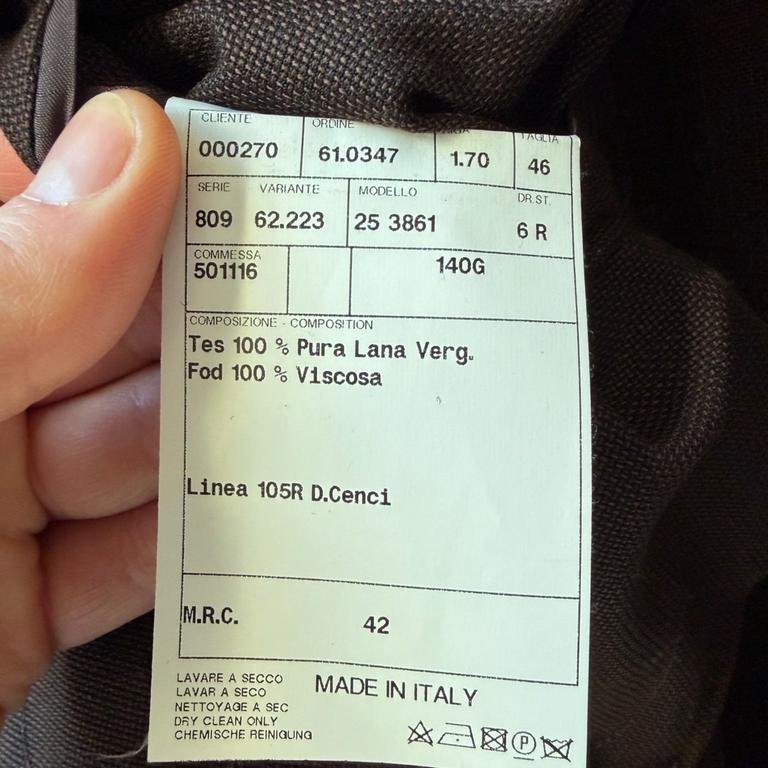 CLIENTE ORDINE TAGLIA
000270 61.0347 1.70 46
SERIE VARIANTE MODELLO DR.ST.
809 62.223 25 3861 6 R
COMMESSA
501116 140G
COMPOSIZIONE - COMPOSITION
Tes 100 % Pura Lana Verg.
Fod 100 % Viscosa
Linea 105R D.Cenci
M.R.C. 42
LAVARE A SECCO
LAVAR A SECO
NETTOYAGE A SEC
DRY CLEAN ONLY
CHEMISCHE REINIGUNG
MADE IN ITALY
P